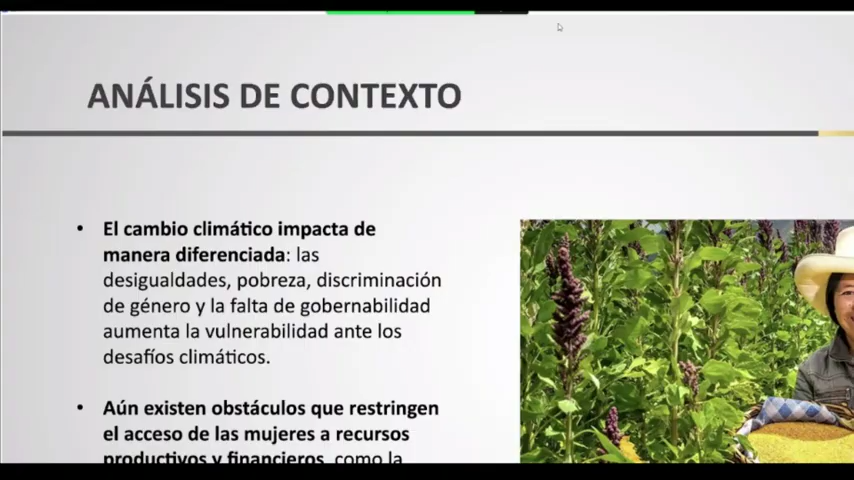 ANÁLISIS DE CONTEXTO
• El cambio climático impacta de
manera diferenciada: las
desigualdades, pobreza, discriminación
de género y la falta de gobernabilidad
aumenta la vulnerabilidad ante los
desafíos climáticos.
• Aún existen obstáculos que restringen
el acceso de las mujeres a recursos
productivos y financieros, como la